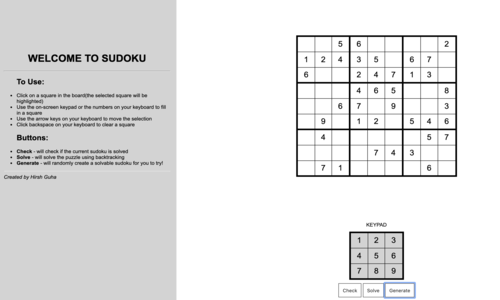 WELCOME TO SUDOKU
To Use:
Click on a square in the board(the selected square will be
highlighted)
Use the on-screen keypad or the numbers on your keyboard to fill
in a square
Use the arrow keys on your keyboard to move the selection
Click backspace on your keyboard to clear a square
Buttons:
Check - will check if the current sudoku is solved
Solve - will solve the puzzle using backtracking
Generate - will randomly create a solvable sudoku for you to try!
Created by Hirsh Guha
5 6 2
1 2 4 3 5 6 7
6 2 4 7 1 3
4 6 5 8
6 7 9 3
9 1 2 5 4 6
4 5 7
7 4 3
7 1 6
KEYPAD
1 2 3
4 5 6
7 8 9
Check Solve Generate